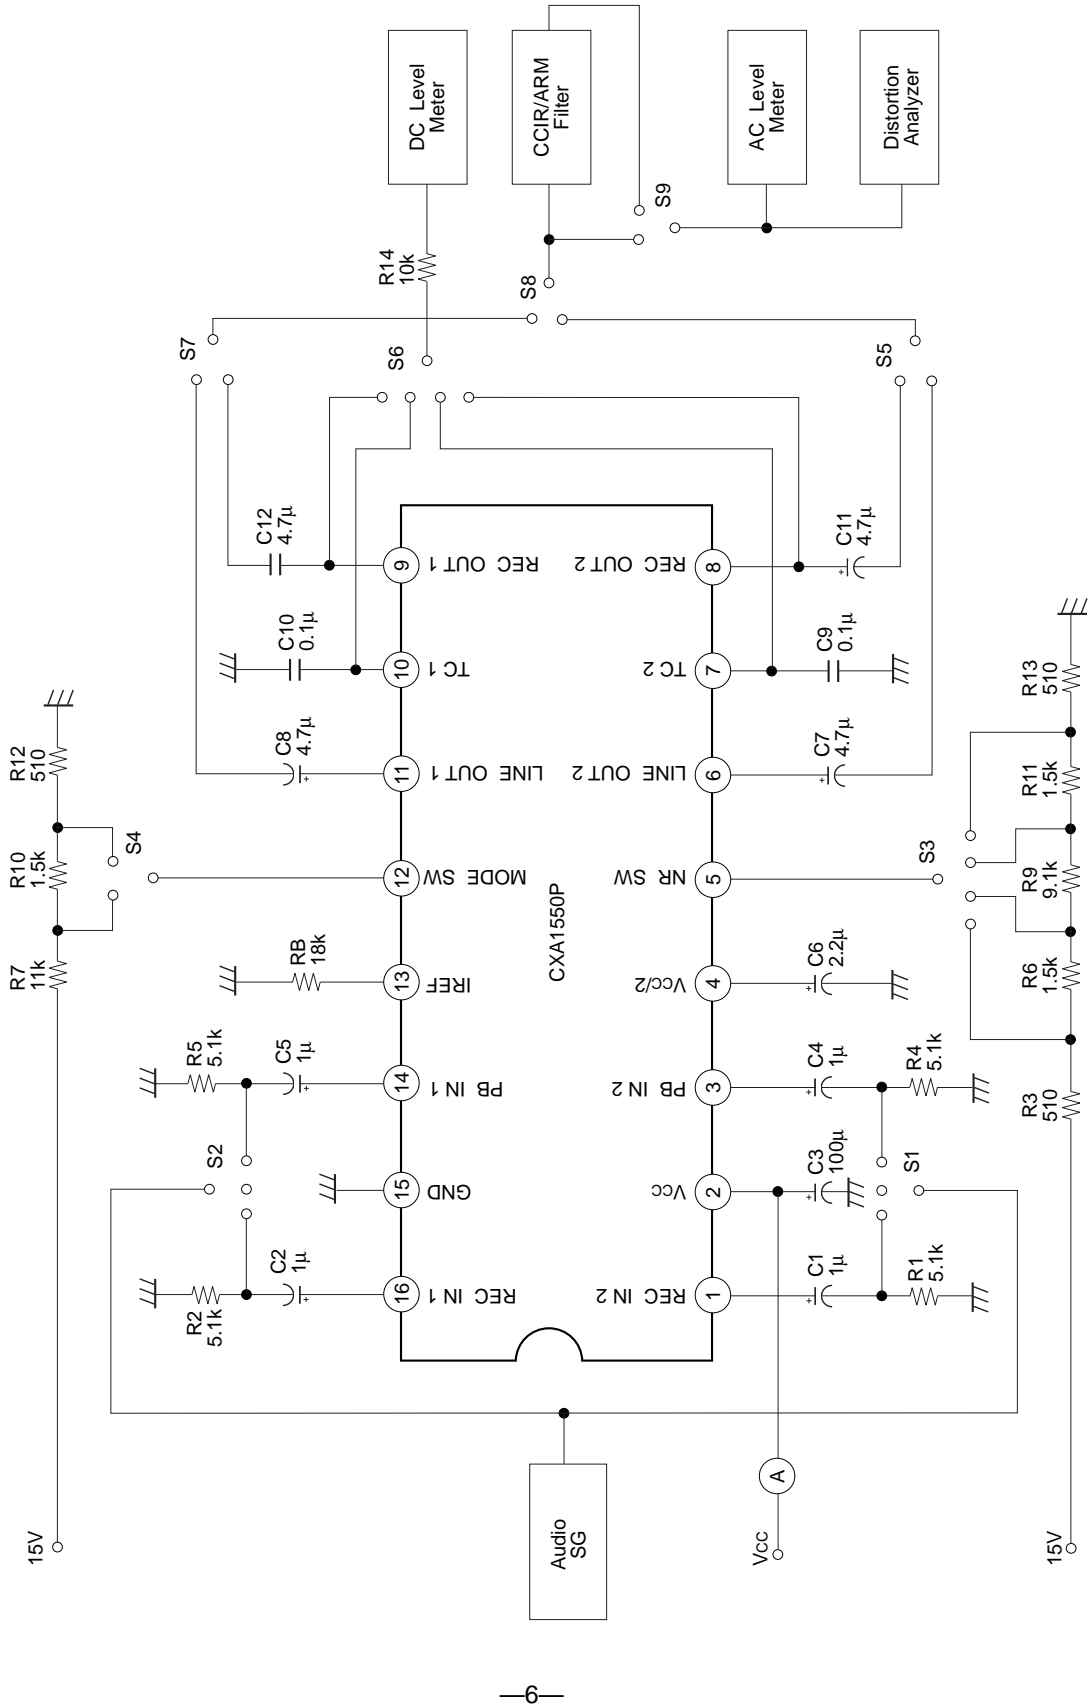 15V
R7
11k
R10
1.5k
R12
510
S4
S7
S2
R2
5.1k
R5
5.1k
RB
18k
C2
1µ
C5
1µ
C8
4.7µ
C10
0.1µ
C12
4.7µ
S6
R14
10k
DC Level
Meter
16
15
14
13
12
11
10
9
REC IN 1
GND
PB IN 1
IREF
MODE SW
LINE OUT 1
TC 1
REC OUT 1
Audio
SG
CXA1550P
S8
CCIR/ARM
Filter
S9
REC IN 2
Vcc
PB IN 2
Vcc/2
NR SW
LINE OUT 2
TC 2
REC OUT 2
1
2
3
4
5
6
7
8
Vcc
A
AC Level
Meter
C1
1µ
C3
100µ
C4
1µ
C6
2.2µ
C7
4.7µ
C9
0.1µ
C11
4.7µ
R1
5.1k
S1
R4
5.1k
S3
S5
Distortion
Analyzer
15V
R3
510
R6
1.5k
R9
9.1k
R11
1.5k
R13
510
—6—